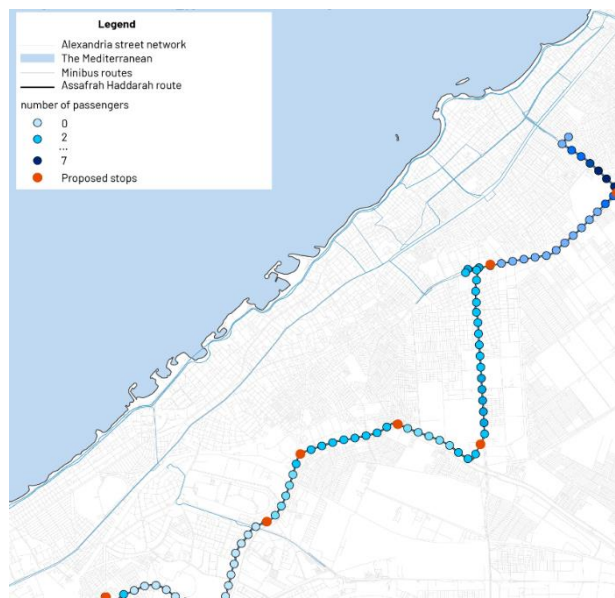 Legend
Alexandria street network
The Mediterranean
Minibus routes
Assafrah Haddarah route
number of passengers
0
2
...
7
Proposed stops